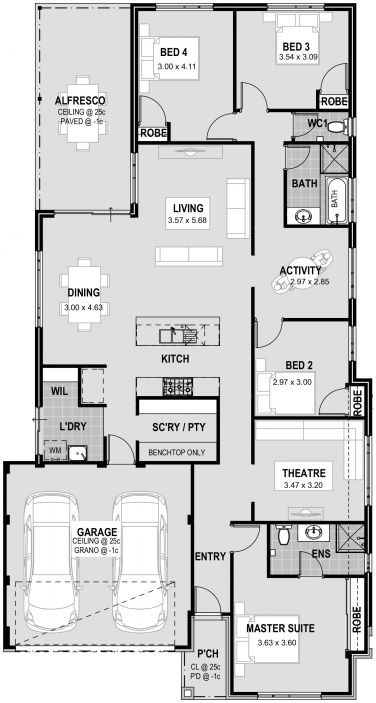 BED 4
3.00 x 4.11
BED 3
3.54 x 3.09
ALFRESCO
CEILING @ 25c
PAVED @ -1c
ROBE
ROBE
WC1
BATH
BATH
LIVING
3.57 x 5.68
ACTIVITY
2.97 x 2.85
DINING
3.00 x 4.63
KITCH
BED 2
2.97 x 3.00
ROBE
WIL
L'DRY
WM
SC'RY / PTY
BENCHTOP ONLY
THEATRE
3.47 x 3.20
GARAGE
CEILING @ 25c
GRANO @ -1c
ENTRY
ENS
MASTER SUITE
3.63 x 3.60
ROBE
P'CH
CL @ 25c
P'D @ -1c